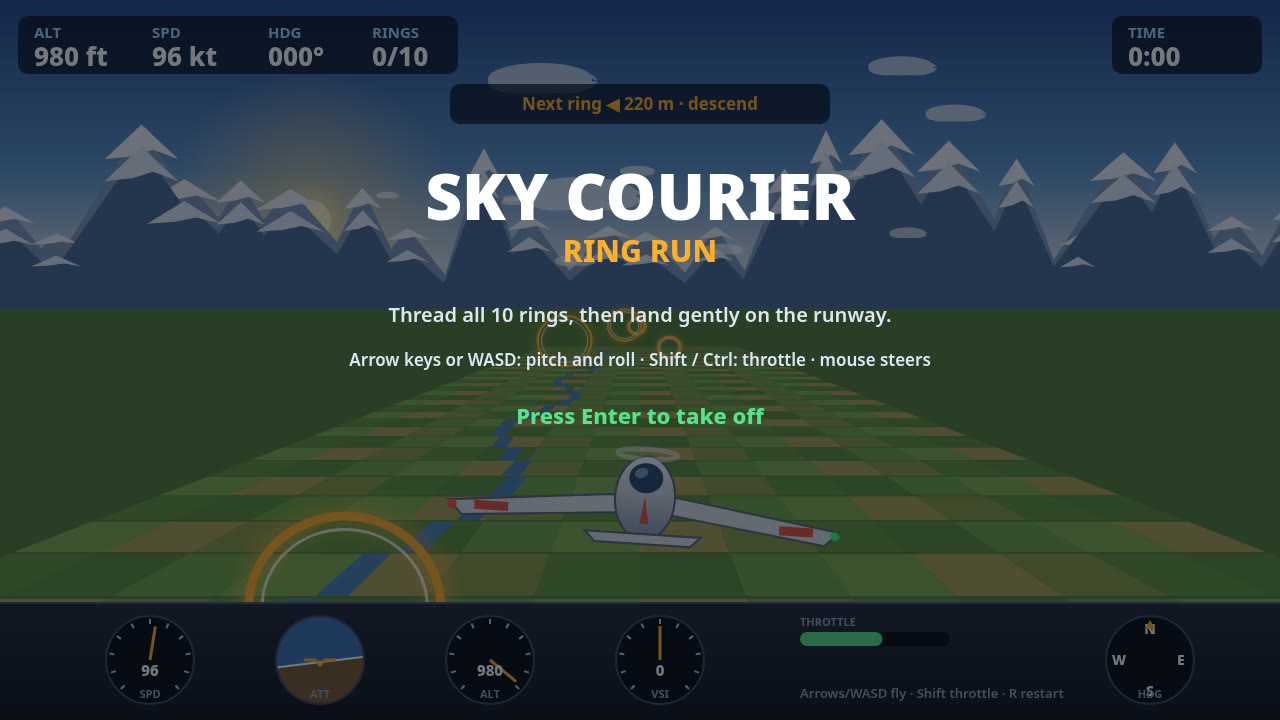 ALT SPD HDG RINGS
980 ft 96 kt 000° 0/10
TIME
0:00
Next ring ◀ 220 m · descend
SKY COURIER
RING RUN
Thread all 10 rings, then land gently on the runway.
Arrow keys or WASD: pitch and roll · Shift / Ctrl: throttle · mouse steers
Press Enter to take off
96
SPD
ATT
980
ALT
0
VSI
THROTTLE
Arrows/WASD fly · Shift throttle · R restart
N
W E
S
HDG